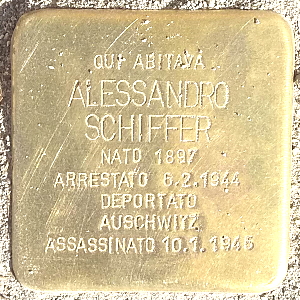 QUI ABITAVA
ALESSANDRO
SCHIFFER
NATO 1897
ARRESTATO 6.2.1944
DEPORTATO
AUSCHWITZ
ASSASSINATO 10.1.1945